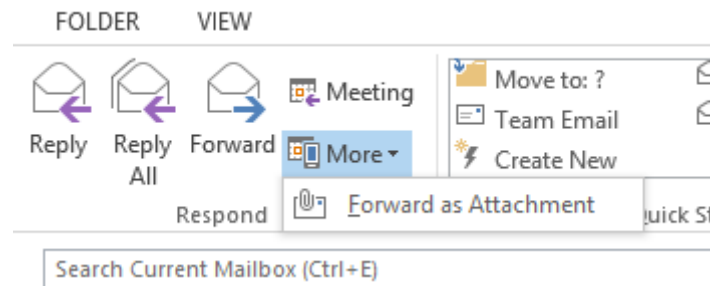 FOLDER VIEW
Meeting
Move to: ?
Team Email
Reply Reply All Forward
More
Create New
Forward as Attachment
Respond
Search Current Mailbox (Ctrl+E)